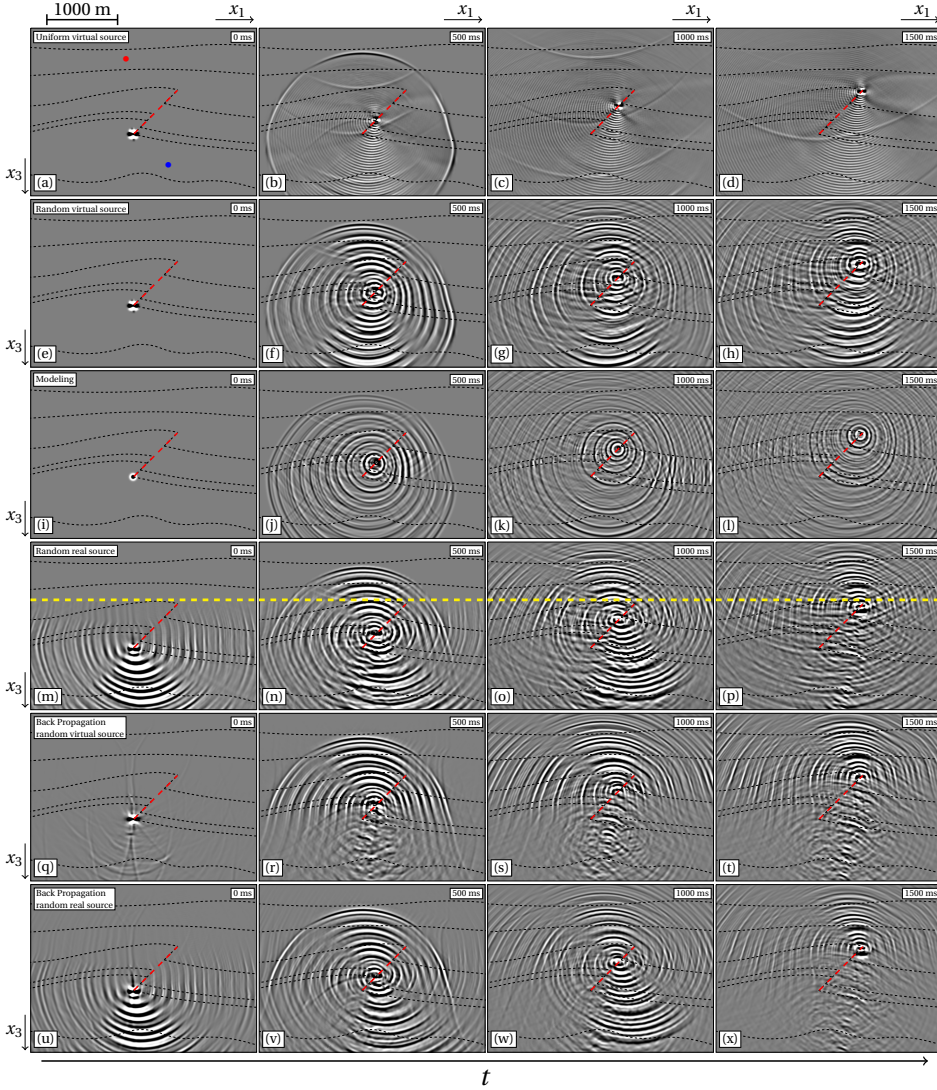 1000 m
x₁ x₁ x₁ x₁
Uniform virtual source 0 ms 500 ms 1000 ms 1500 ms
x₃ (a) (b) (c) (d)
Random virtual source 0 ms 500 ms 1000 ms 1500 ms
x₃ (e) (f) (g) (h)
Modeling 0 ms 500 ms 1000 ms 1500 ms
x₃ (i) (j) (k) (l)
Random real source 0 ms 500 ms 1000 ms 1500 ms
x₃ (m) (n) (o) (p)
Back Propagation 0 ms 500 ms 1000 ms 1500 ms
random virtual source
x₃ (q) (r) (s) (t)
Back Propagation 0 ms 500 ms 1000 ms 1500 ms
random real source
x₃ (u) (v) (w) (x)
t